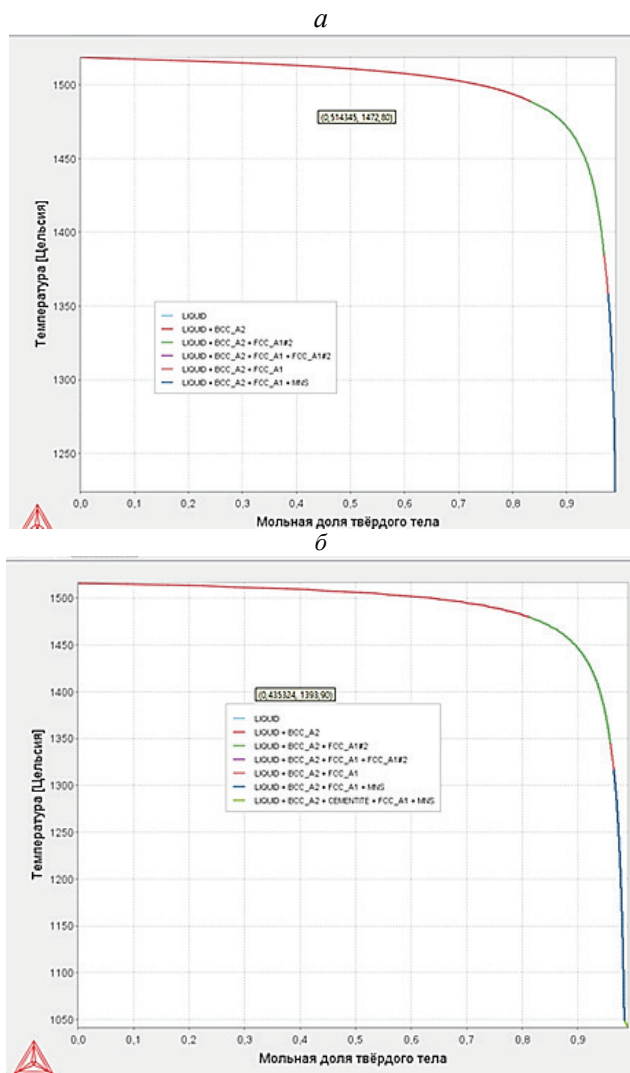 а
1500
1450
1400
1350
1300
1250
Температура [Цельсия]
(0,514345, 1472,80)
LIQUID
LIQUID + BCC_A2
LIQUID + BCC_A2 + FCC_A1#2
LIQUID + BCC_A2 + FCC_A1 + FCC_A1#2
LIQUID + BCC_A2 + FCC_A1
LIQUID + BCC_A2 + FCC_A1 + MNS
0,0 0,1 0,2 0,3 0,4 0,5 0,6 0,7 0,8 0,9
Мольная доля твёрдого тела
б
1500
1450
1400
1350
1300
1250
1200
1150
1100
1050
Температура [Цельсия]
(0,435324, 1393,90)
LIQUID
LIQUID + BCC_A2
LIQUID + BCC_A2 + FCC_A1#2
LIQUID + BCC_A2 + FCC_A1 + FCC_A1#2
LIQUID + BCC_A2 + FCC_A1
LIQUID + BCC_A2 + FCC_A1 + MNS
LIQUID + BCC_A2 + CEMENTITE + FCC_A1 + MNS
0,0 0,1 0,2 0,3 0,4 0,5 0,6 0,7 0,8 0,9
Мольная доля твёрдого тела